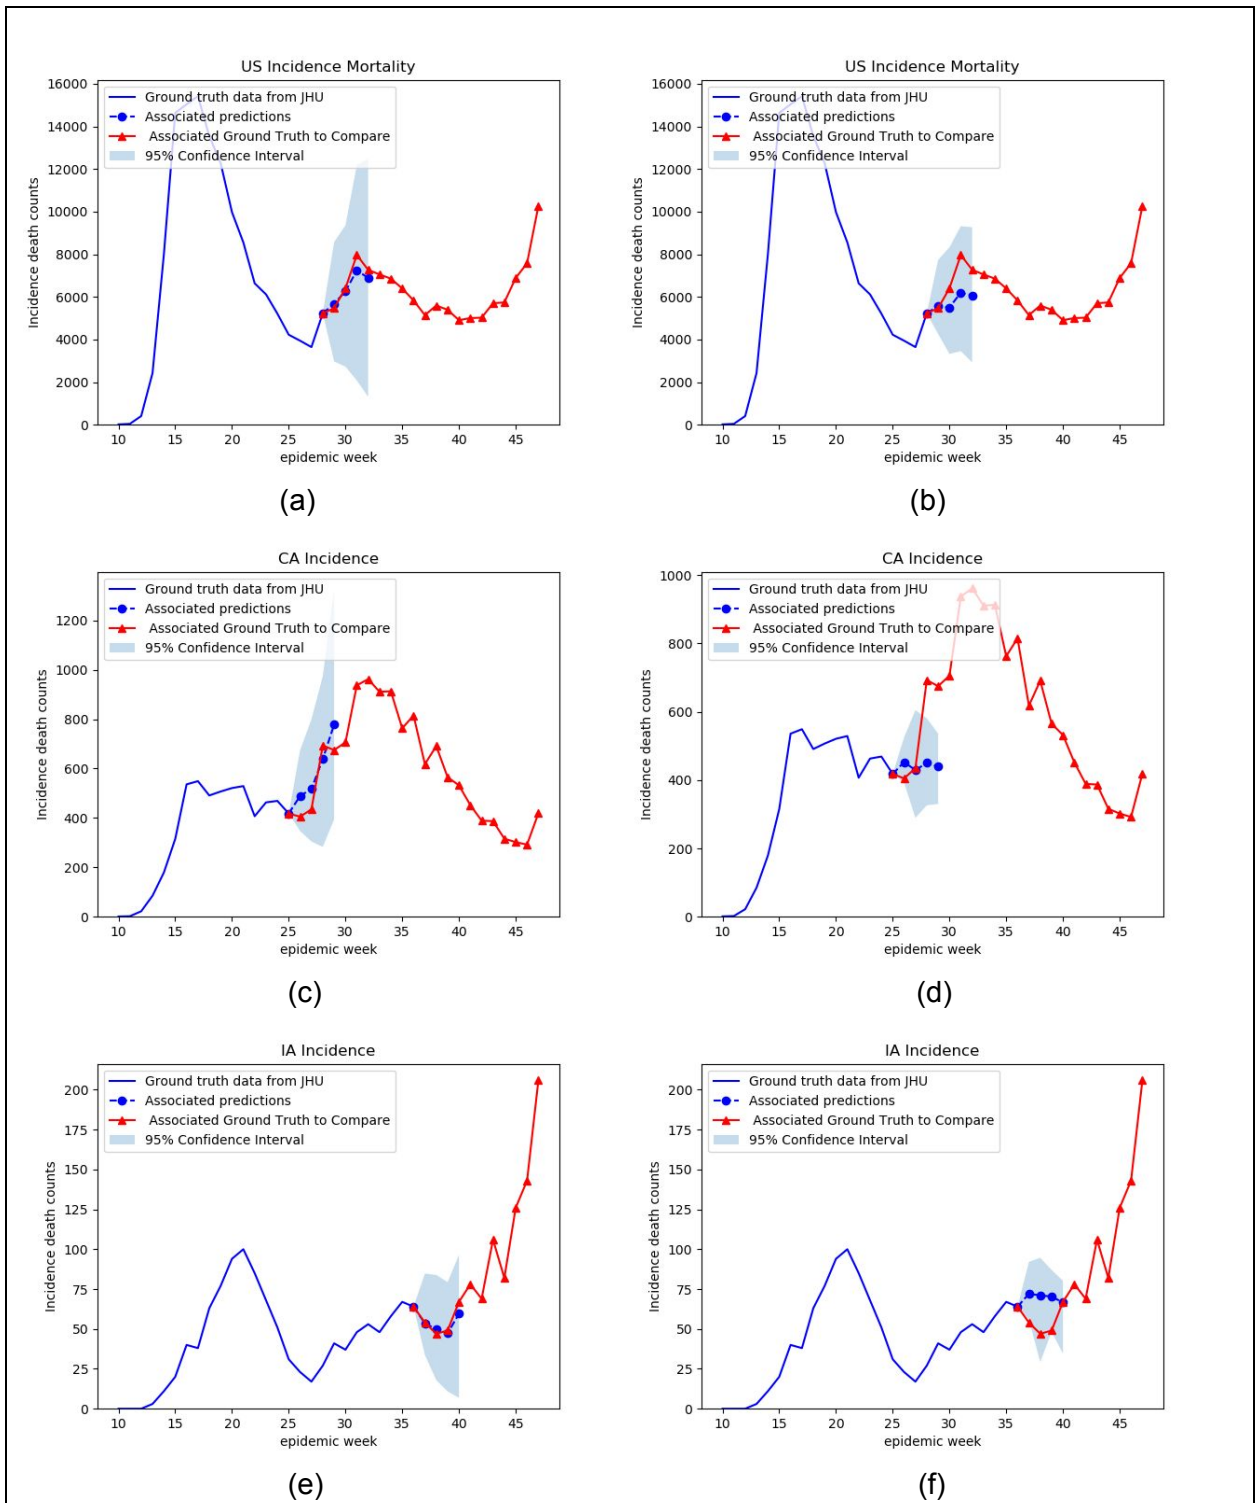 US Incidence Mortality
16000
14000
12000
10000
8000
6000
4000
2000
0
Incidence death counts
Ground truth data from JHU
Associated predictions
Associated Ground Truth to Compare
95% Confidence Interval
10 15 20 25 30 35 40 45
epidemic week
(a)
US Incidence Mortality
16000
14000
12000
10000
8000
6000
4000
2000
0
Incidence death counts
Ground truth data from JHU
Associated predictions
Associated Ground Truth to Compare
95% Confidence Interval
10 15 20 25 30 35 40 45
epidemic week
(b)
CA Incidence
1200
1000
800
600
400
200
0
Incidence death counts
Ground truth data from JHU
Associated predictions
Associated Ground Truth to Compare
95% Confidence Interval
10 15 20 25 30 35 40 45
epidemic week
(c)
CA Incidence
1000
800
600
400
200
0
Incidence death counts
Ground truth data from JHU
Associated predictions
Associated Ground Truth to Compare
95% Confidence Interval
10 15 20 25 30 35 40 45
epidemic week
(d)
IA Incidence
200
175
150
125
100
75
50
25
0
Incidence death counts
Ground truth data from JHU
Associated predictions
Associated Ground Truth to Compare
95% Confidence Interval
10 15 20 25 30 35 40 45
epidemic week
(e)
IA Incidence
200
175
150
125
100
75
50
25
0
Incidence death counts
Ground truth data from JHU
Associated predictions
Associated Ground Truth to Compare
95% Confidence Interval
10 15 20 25 30 35 40 45
epidemic week
(f)